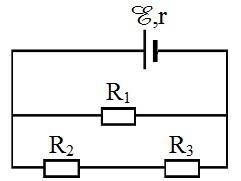 ℰ,r
R₁
R₂ R₃